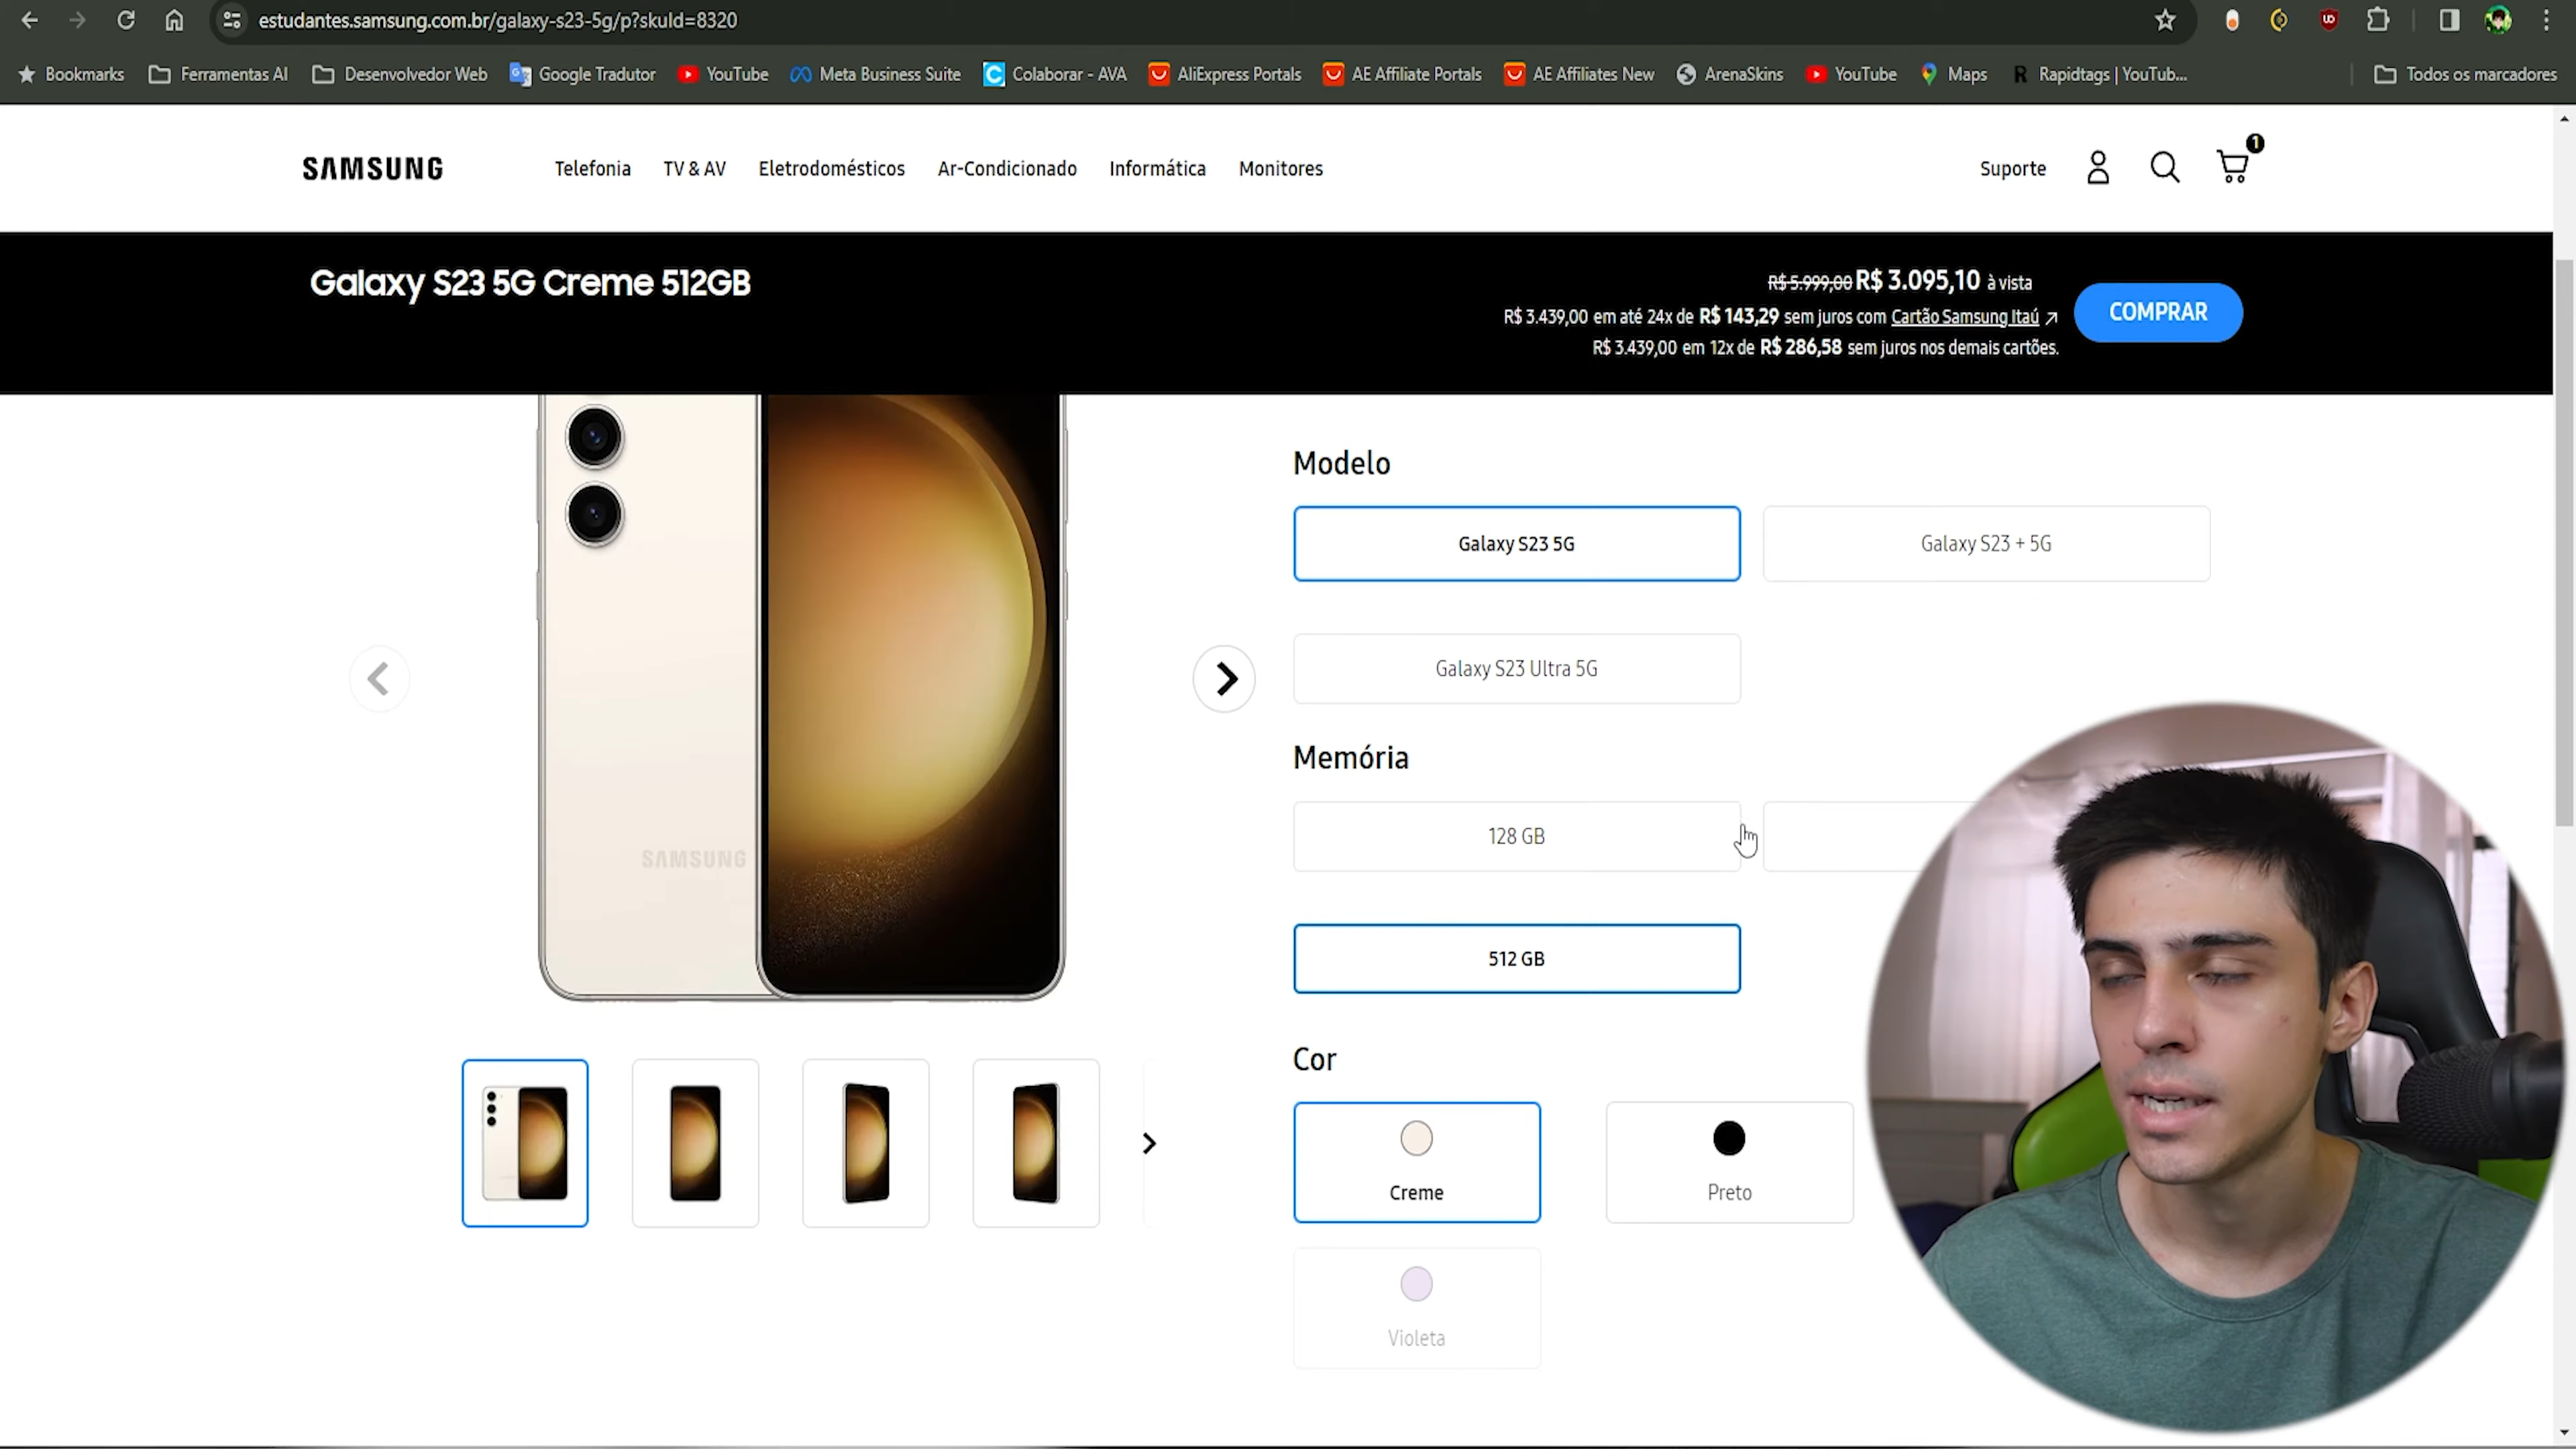 estudantes.samsung.com.br/galaxy-s23-5g/p?skuId=8320
Bookmarks Ferramentas AI Desenvolvedor Web Google Tradutor YouTube Meta Business Suite Colaborar - AVA AliExpress Portals AE Affiliate Portals AE Affiliates New ArenaSkins YouTube Maps Rapidtags | YouTub... Todos os marcadores
SAMSUNG Telefonia TV & AV Eletrodomésticos Ar-Condicionado Informática Monitores Suporte 1
Galaxy S23 5G Creme 512GB
R$ 5.999,00 R$ 3.095,10 à vista
R$ 3.439,00 em até 24x de R$ 143,29 sem juros com Cartão Samsung Itaú
R$ 3.439,00 em 12x de R$ 286,58 sem juros nos demais cartões.
COMPRAR
SAMSUNG
Modelo
Galaxy S23 5G Galaxy S23 + 5G
Galaxy S23 Ultra 5G
Memória
128 GB
512 GB
Cor
Creme Preto
Violeta